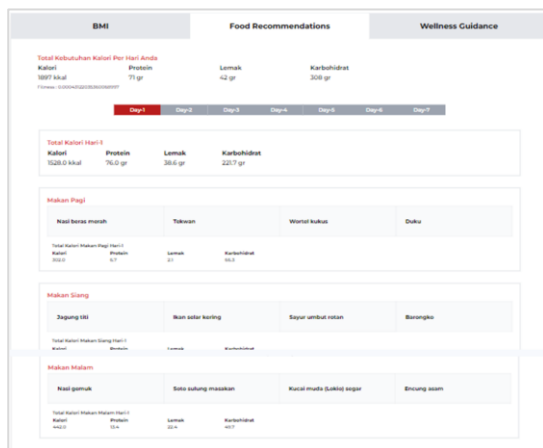 BMI Food Recommendations Wellness Guidance
Total Kebutuhan Kalori Per Hari Anda
Kalori Protein Lemak Karbohidrat
1897 kkal 71 gr 42 gr 308 gr
Day-1 Day-2 Day-3 Day-4 Day-5 Day-6 Day-7
Total Kalori Hari-1
Kalori Protein Lemak Karbohidrat
1528.0 kkal 76.0 gr 38.6 gr 221.7 gr
Makan Pagi
Nasi beras merah Tekwan Wortel kukus Duku
Total Kalori Makan Pagi Hari-1
Kalori Protein Lemak Karbohidrat
Makan Siang
Jagung titi Ikan selar kering Sayur umbut rotan Barongko
Total Kalori Makan Siang Hari-1
Kalori Protein Lemak Karbohidrat
Makan Malam
Nasi gemuk Soto sulung masakan Kucai muda (Lokio) segar Encung asam
Total Kalori Makan Malam Hari-1
Kalori Protein Lemak Karbohidrat